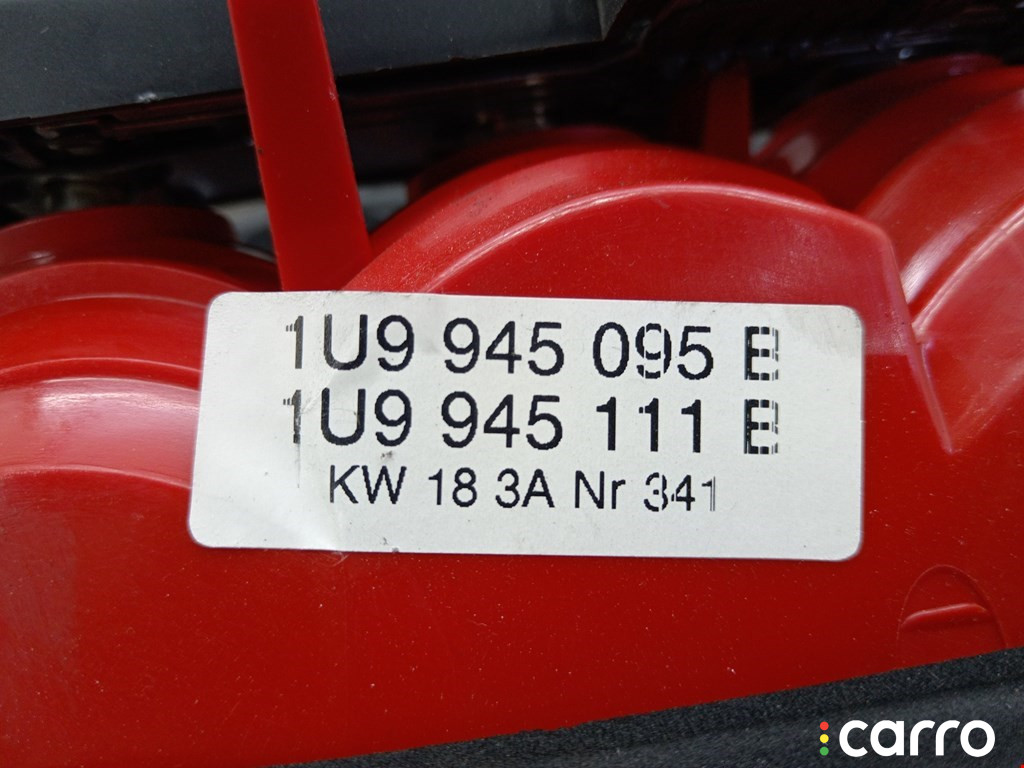 1U9 945 095 E
1U9 945 111 E
KW 18 3A Nr 341
carro